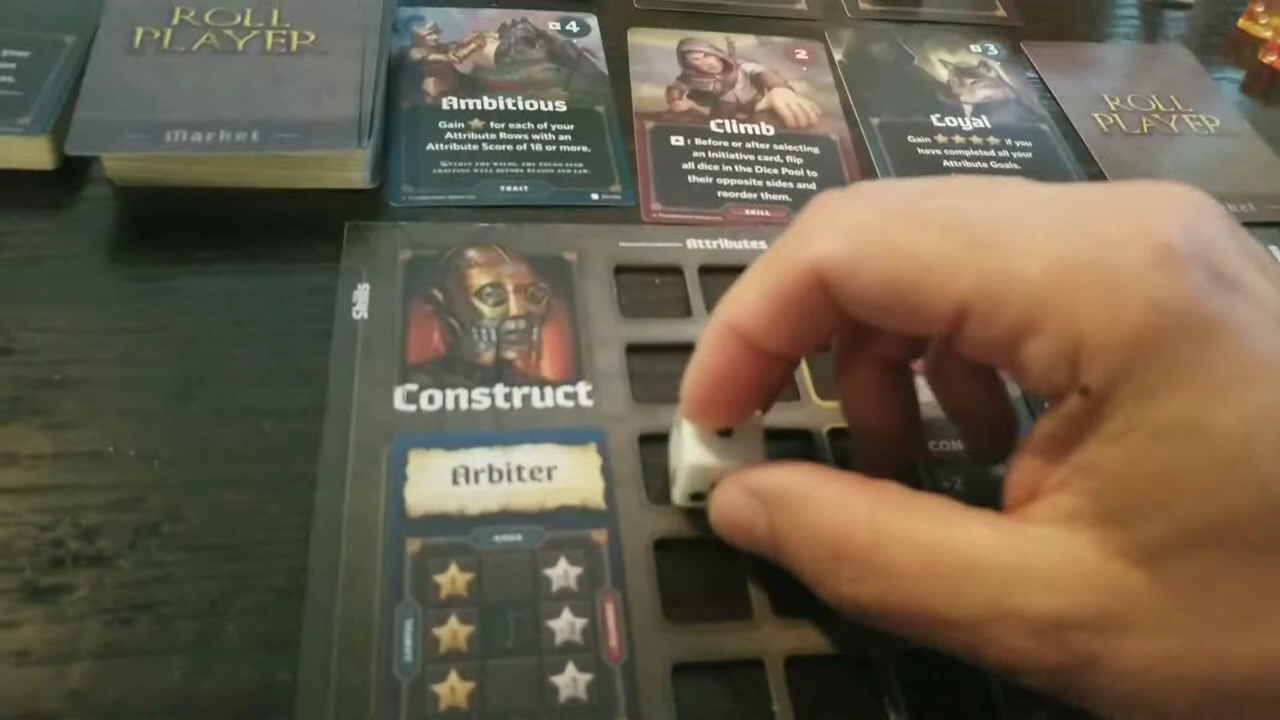 ROLL
PLAYER
Market
4
Ambitious
Gain for each of your
Attribute Rows with an
Attribute Score of 18 or more.
TRAIT
2
Climb
: Before or after selecting
an Initiative card, flip
all dice in the Dice Pool to
their opposite sides and
reorder them.
SKILL
3
Loyal
Gain if you
have completed all your
Attribute Goals.
ROLL
PLAYER
Attributes
Skills
Construct
Arbiter
CON
+2